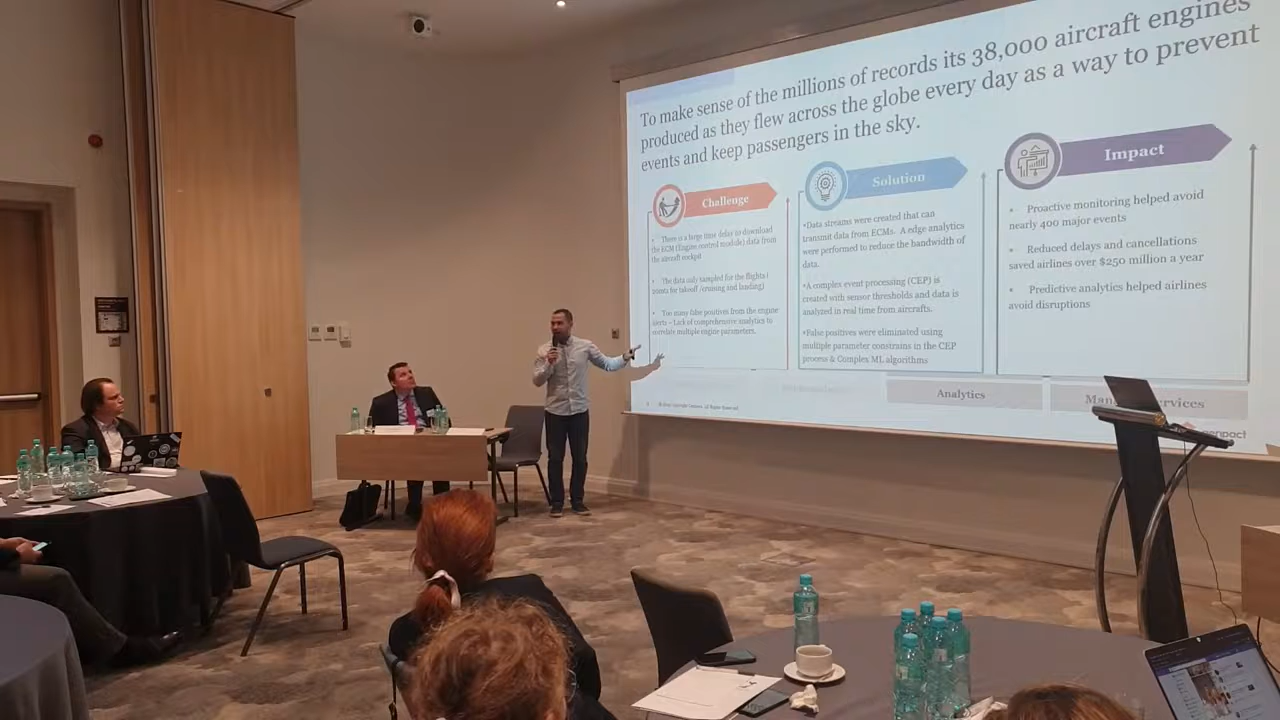 To make sense of the millions of records its 38,000 aircraft engines
produced as they flew across the globe every day as a way to prevent
events and keep passengers in the sky.
Challenge
• There is a large time delay to download
the ECM (Engine control module) data from
the aircraft cockpit
• The data only sampled for the flights
points for takeoff /cruising and landing)
• Too many false positives from the engine
alerts – Lack of comprehensive analytics to
correlate multiple engine parameters.
Solution
•Data streams were created that can
transmit data from ECMs. A edge analytics
were performed to reduce the bandwidth of
data.
•A complex event processing (CEP) is
created with sensor thresholds and data is
analyzed in real time from aircrafts.
•False positives were eliminated using
multiple parameter constrains in the CEP
process & Complex ML algorithms
Impact
• Proactive monitoring helped avoid
nearly 400 major events
• Reduced delays and cancellations
saved airlines over $250 million a year
• Predictive analytics helped airlines
avoid disruptions
Analytics